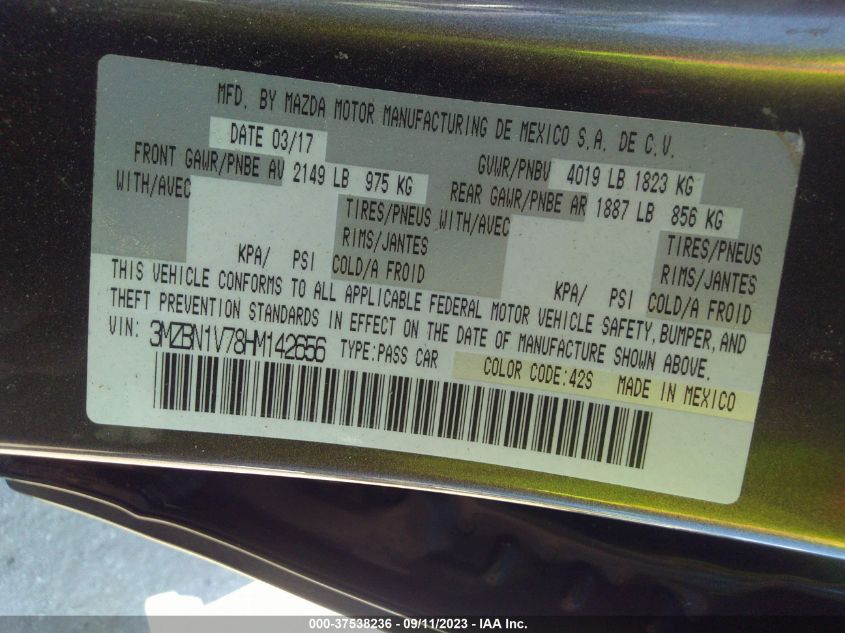 MFD. BY MAZDA MOTOR MANUFACTURING DE MEXICO S.A. DE C.V.
DATE 03/17 GVWR/PNBV 4019 LB 1823 KG
FRONT GAWR/PNBE AV 2149 LB 975 KG REAR GAWR/PNBE AR 1887 LB 856 KG
WITH/AVEC TIRES/PNEUS WITH/AVEC TIRES/PNEUS
RIMS/JANTES RIMS/JANTES
KPA/ PSI COLD/A FROID KPA/ PSI COLD/A FROID
THIS VEHICLE CONFORMS TO ALL APPLICABLE FEDERAL MOTOR VEHICLE SAFETY, BUMPER, AND
THEFT PREVENTION STANDARDS IN EFFECT ON THE DATE OF MANUFACTURE SHOWN ABOVE.
VIN: 3MZBN1V78HM142656 TYPE:PASS CAR COLOR CODE:42S MADE IN MEXICO
000-37538236 - 09/11/2023 - IAA Inc.